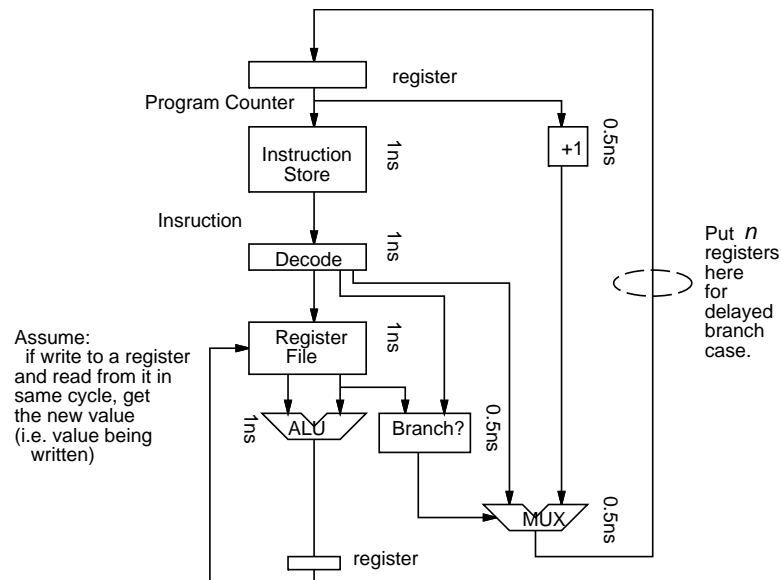 register
Program Counter
Instruction
Store
1ns
+1
0.5ns
Insruction
Decode
1ns
Put n
registers
here
for
delayed
branch
case.
Register
File
1ns
Assume:
if write to a register
and read from it in
same cycle, get
the new value
(i.e. value being
written)
1ns
ALU
Branch?
0.5ns
MUX
0.5ns
register